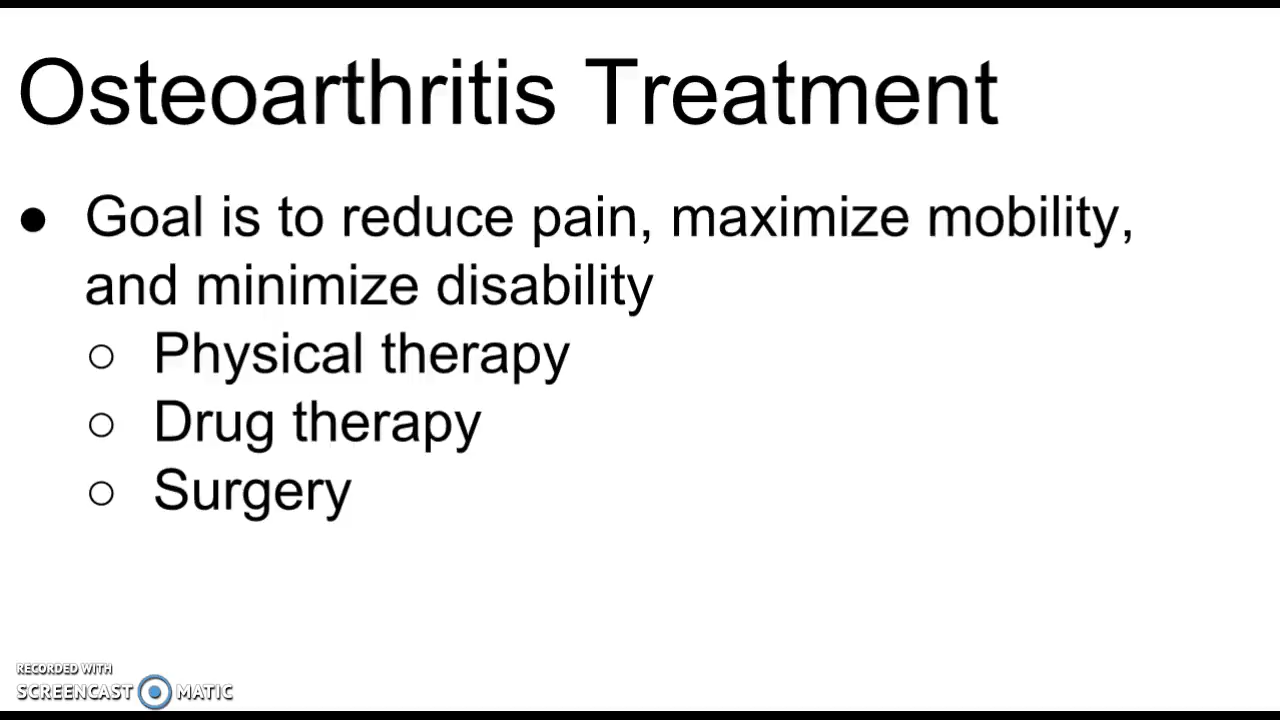 Osteoarthritis Treatment
● Goal is to reduce pain, maximize mobility,
and minimize disability
○ Physical therapy
○ Drug therapy
○ Surgery
RECORDED WITH
SCREENCAST MATIC